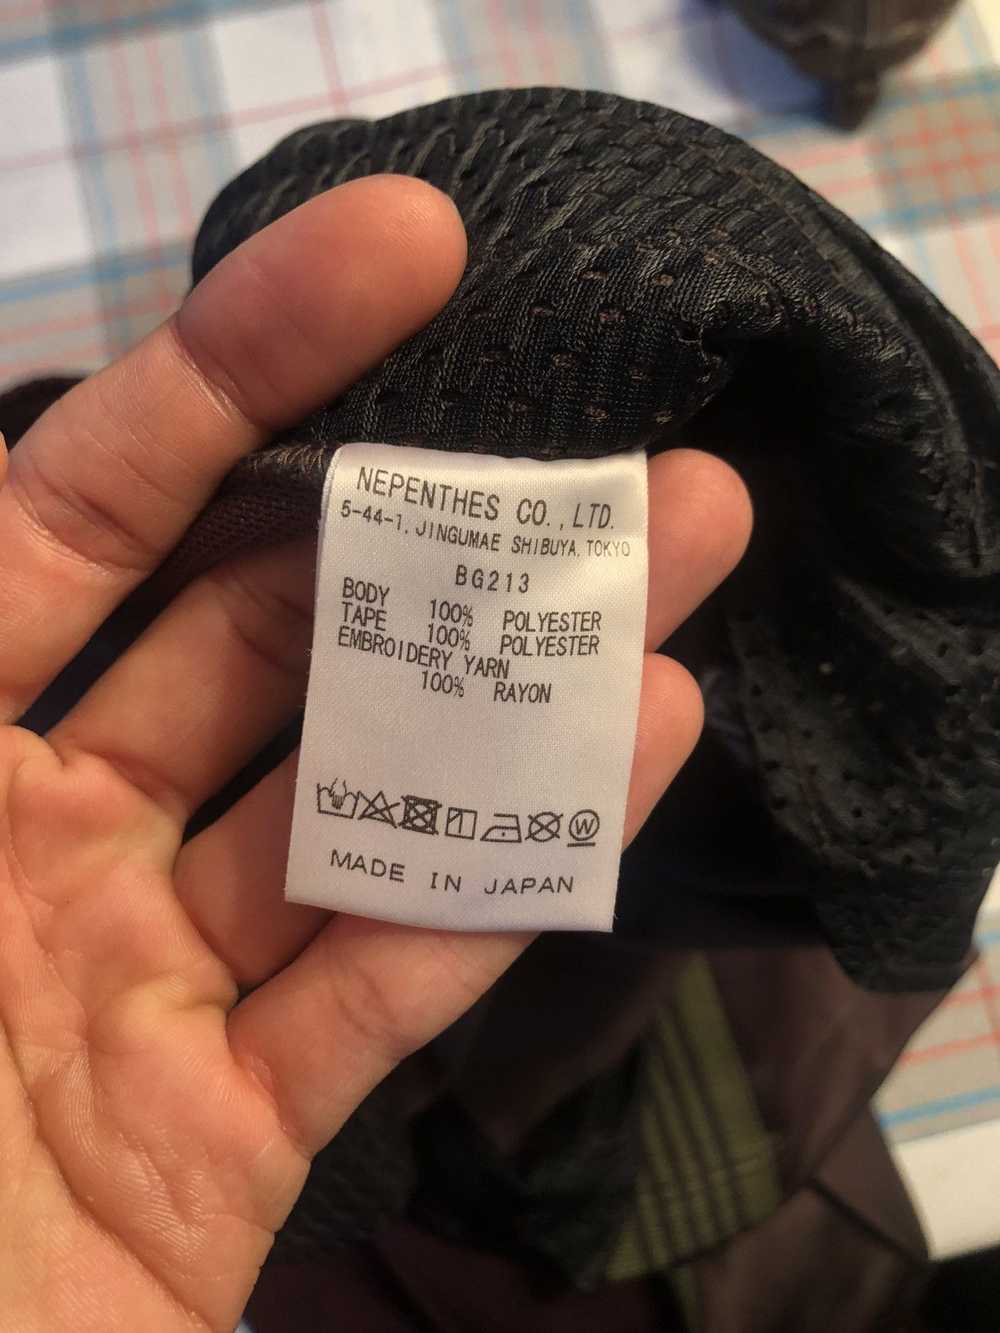 NEPENTHES CO., LTD.
5-44-1, JINGUMAE SHIBUYA, TOKYO
BG213
BODY 100% POLYESTER
TAPE 100% POLYESTER
EMBROIDERY YARN
100% RAYON
W
MADE IN JAPAN